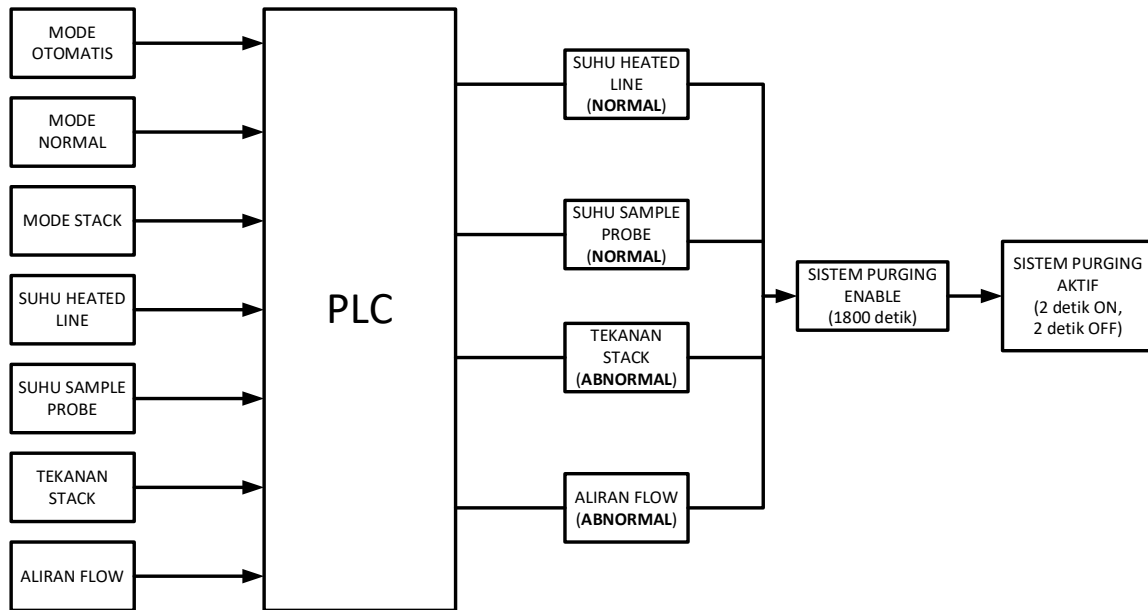 MODE
OTOMATIS
MODE
NORMAL
MODE STACK
SUHU HEATED
LINE
SUHU SAMPLE
PROBE
TEKANAN
STACK
ALIRAN FLOW
PLC
SUHU HEATED
LINE
(NORMAL)
SUHU SAMPLE
PROBE
(NORMAL)
TEKANAN
STACK
(ABNORMAL)
ALIRAN FLOW
(ABNORMAL)
SISTEM PURGING
ENABLE
(1800 detik)
SISTEM PURGING
AKTIF
(2 detik ON,
2 detik OFF)